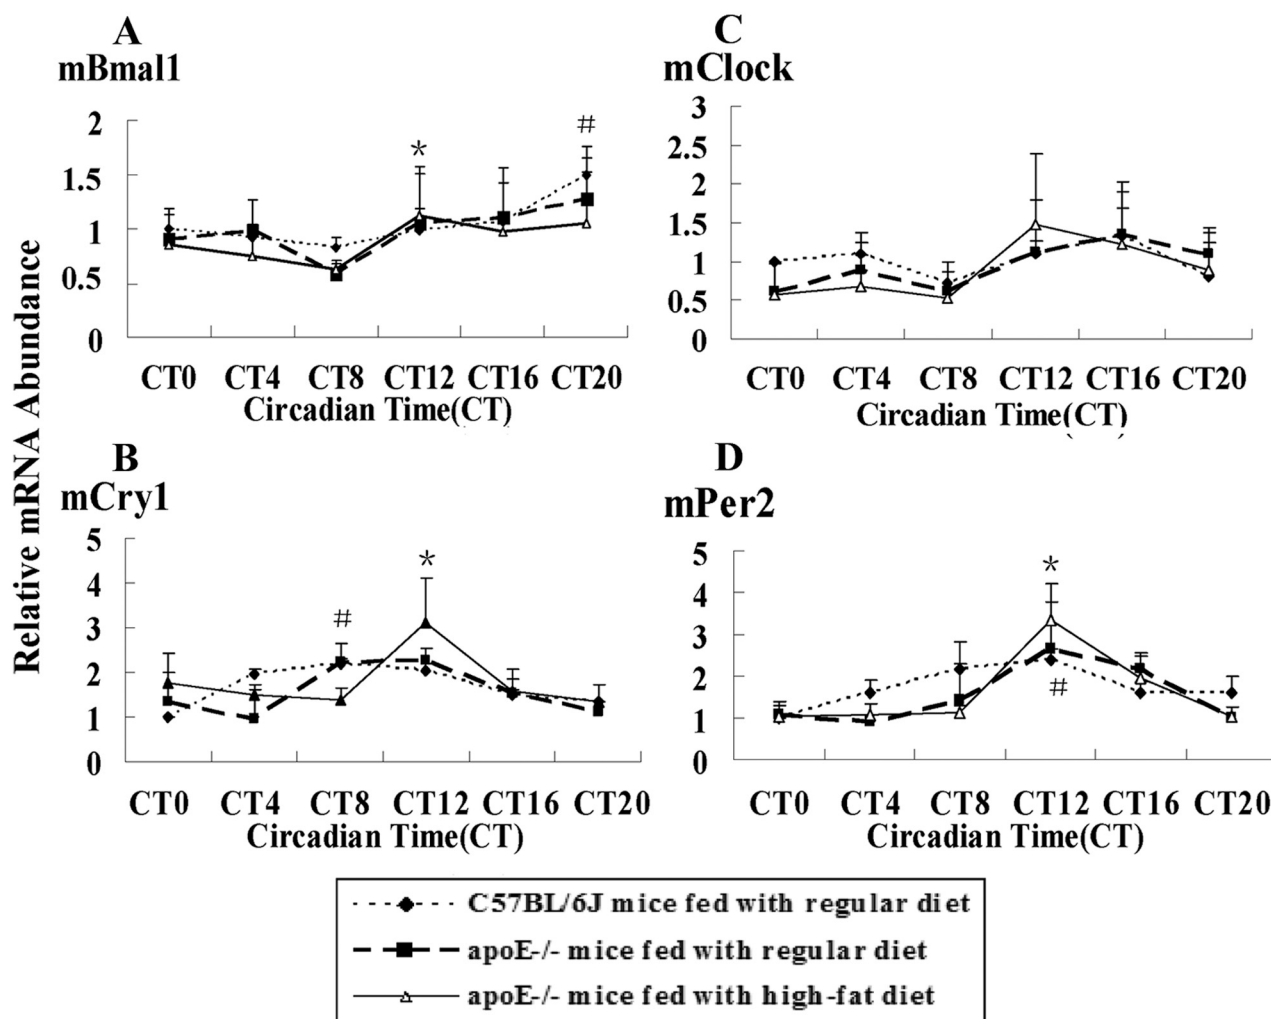 A
mBmal1
2
1.5
1
0.5
0
*
#
CT0 CT4 CT8 CT12 CT16 CT20
Circadian Time(CT)
C
mClock
3
2.5
2
1.5
1
0.5
0
CT0 CT4 CT8 CT12 CT16 CT20
Circadian Time(CT)
Relative mRNA Abundance
B
mCry1
5
4
3
2
1
0
#
*
CT0 CT4 CT8 CT12 CT16 CT20
Circadian Time(CT)
D
mPer2
5
4
3
2
1
0
*
#
CT0 CT4 CT8 CT12 CT16 CT20
Circadian Time(CT)
C57BL/6J mice fed with regular diet
apoE-/- mice fed with regular diet
apoE-/- mice fed with high-fat diet